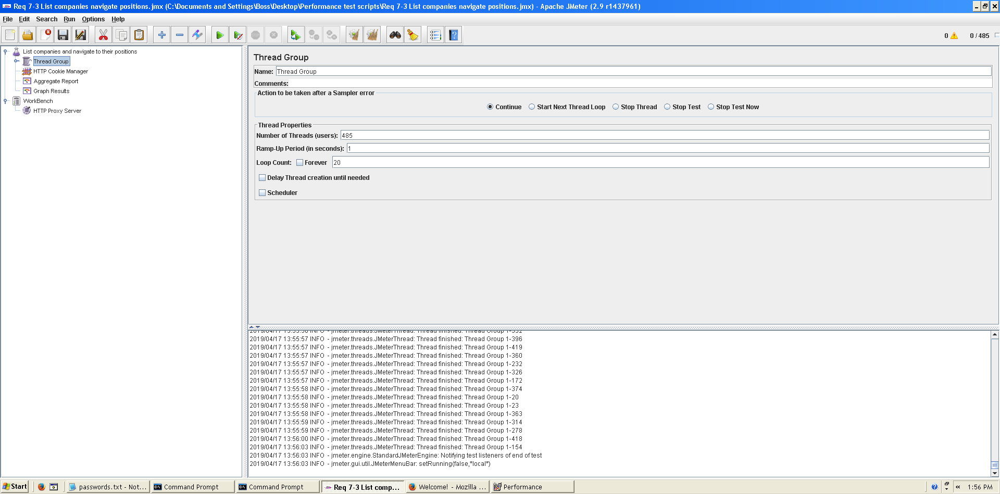 Req 7-3 List companies navigate positions.jmx (C:\Documents and Settings\Boss\Desktop\Performance test scripts\Req 7-3 List companies navigate positions.jmx) - Apache JMeter (2.9 r1437961)
File Edit Search Run Options Help
0 0 / 485
List companies and navigate to their positions
Thread Group
HTTP Cookie Manager
Aggregate Report
Graph Results
WorkBench
HTTP Proxy Server
Thread Group
Name: Thread Group
Comments:
Action to be taken after a Sampler error
Continue Start Next Thread Loop Stop Thread Stop Test Stop Test Now
Thread Properties
Number of Threads (users): 485
Ramp-Up Period (in seconds): 1
Loop Count: Forever 20
Delay Thread creation until needed
Scheduler
2019/04/17 13:55:56 INFO - jmeter.threads.JMeterThread: Thread finished: Thread Group 1-332
2019/04/17 13:55:57 INFO - jmeter.threads.JMeterThread: Thread finished: Thread Group 1-396
2019/04/17 13:55:57 INFO - jmeter.threads.JMeterThread: Thread finished: Thread Group 1-419
2019/04/17 13:55:57 INFO - jmeter.threads.JMeterThread: Thread finished: Thread Group 1-360
2019/04/17 13:55:57 INFO - jmeter.threads.JMeterThread: Thread finished: Thread Group 1-232
2019/04/17 13:55:57 INFO - jmeter.threads.JMeterThread: Thread finished: Thread Group 1-326
2019/04/17 13:55:57 INFO - jmeter.threads.JMeterThread: Thread finished: Thread Group 1-172
2019/04/17 13:55:58 INFO - jmeter.threads.JMeterThread: Thread finished: Thread Group 1-374
2019/04/17 13:55:58 INFO - jmeter.threads.JMeterThread: Thread finished: Thread Group 1-20
2019/04/17 13:55:58 INFO - jmeter.threads.JMeterThread: Thread finished: Thread Group 1-23
2019/04/17 13:55:58 INFO - jmeter.threads.JMeterThread: Thread finished: Thread Group 1-363
2019/04/17 13:55:59 INFO - jmeter.threads.JMeterThread: Thread finished: Thread Group 1-314
2019/04/17 13:55:59 INFO - jmeter.threads.JMeterThread: Thread finished: Thread Group 1-278
2019/04/17 13:56:00 INFO - jmeter.threads.JMeterThread: Thread finished: Thread Group 1-418
2019/04/17 13:56:03 INFO - jmeter.threads.JMeterThread: Thread finished: Thread Group 1-154
2019/04/17 13:56:03 INFO - jmeter.engine.StandardJMeterEngine: Notifying test listeners of end of test
2019/04/17 13:56:03 INFO - jmeter.gui.util.JMeterMenuBar: setRunning(false,*local*)
Start passwords.txt - Not... Command Prompt Command Prompt Req 7-3 List comp... Welcome! - Mozilla ... Performance 1:56 PM